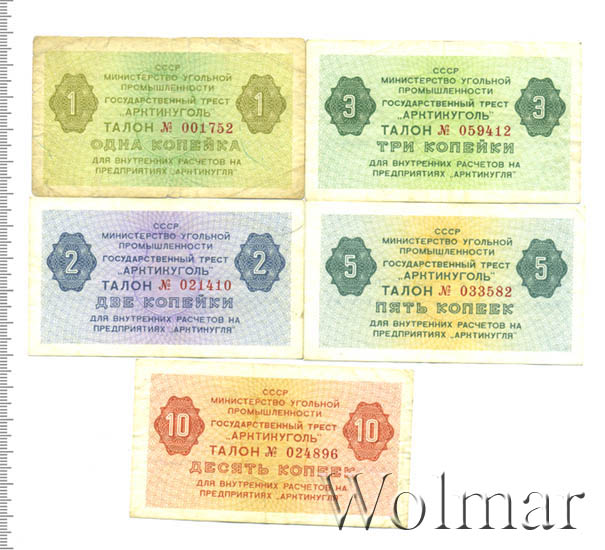 СССР
МИНИСТЕРСТВО УГОЛЬНОЙ
ПРОМЫШЛЕННОСТИ
1 ГОСУДАРСТВЕННЫЙ ТРЕСТ 1
„АРКТИКУГОЛЬ"
ТАЛОН № 001752
ОДНА КОПЕЙКА
ДЛЯ ВНУТРЕННИХ РАСЧЕТОВ НА
ПРЕДПРИЯТИЯХ „АРКТИКУГЛЯ"
СССР
МИНИСТЕРСТВО УГОЛЬНОЙ
ПРОМЫШЛЕННОСТИ
3 ГОСУДАРСТВЕННЫЙ ТРЕСТ 3
„АРКТИКУГОЛЬ"
ТАЛОН № 059412
ТРИ КОПЕЙКИ
ДЛЯ ВНУТРЕННИХ РАСЧЕТОВ НА
ПРЕДПРИЯТИЯХ „АРКТИКУГЛЯ"
СССР
МИНИСТЕРСТВО УГОЛЬНОЙ
ПРОМЫШЛЕННОСТИ
2 ГОСУДАРСТВЕННЫЙ ТРЕСТ 2
„АРКТИКУГОЛЬ"
ТАЛОН № 021410
ДВЕ КОПЕЙКИ
ДЛЯ ВНУТРЕННИХ РАСЧЕТОВ НА
ПРЕДПРИЯТИЯХ „АРКТИКУГЛЯ"
СССР
МИНИСТЕРСТВО УГОЛЬНОЙ
ПРОМЫШЛЕННОСТИ
5 ГОСУДАРСТВЕННЫЙ ТРЕСТ 5
„АРКТИКУГОЛЬ"
ТАЛОН № 033582
ПЯТЬ КОПЕЕК
ДЛЯ ВНУТРЕННИХ РАСЧЕТОВ НА
ПРЕДПРИЯТИЯХ „АРКТИКУГЛЯ"
СССР
МИНИСТЕРСТВО УГОЛЬНОЙ
ПРОМЫШЛЕННОСТИ
10 ГОСУДАРСТВЕННЫЙ ТРЕСТ 10
„АРКТИКУГОЛЬ"
ТАЛОН № 024896
ДЕСЯТЬ КОПЕЕК
ДЛЯ ВНУТРЕННИХ РАСЧЕТОВ НА
ПРЕДПРИЯТИЯХ „АРКТИКУГЛЯ"
Wolmar